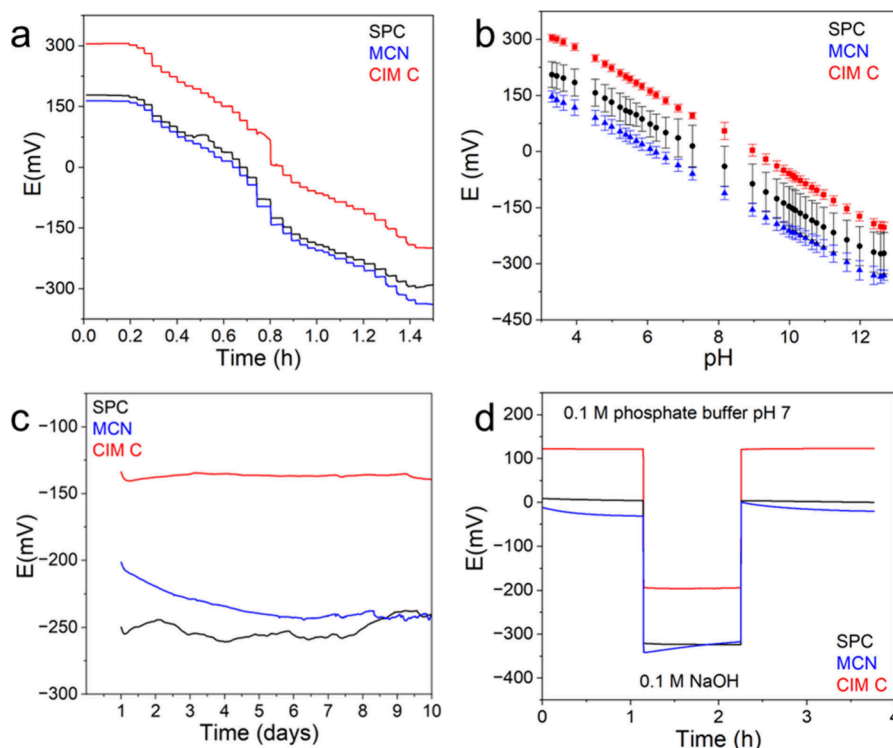 a
SPC
MCN
CIM C
300
150
0
−150
−300
E(mV)
0.0 0.2 0.4 0.6 0.8 1.0 1.2 1.4
Time (h)
b
SPC
MCN
CIM C
300
150
0
−150
−300
−450
E (mV)
4 6 8 10 12
pH
c
SPC
MCN
CIM C
−100
−150
−200
−250
−300
E(mV)
1 2 3 4 5 6 7 8 9 10
Time (days)
d
0.1 M phosphate buffer pH 7
200
100
0
−100
−200
−300
−400
E(mV)
SPC
MCN
CIM C
0.1 M NaOH
0 1 2 3 4
Time (h)